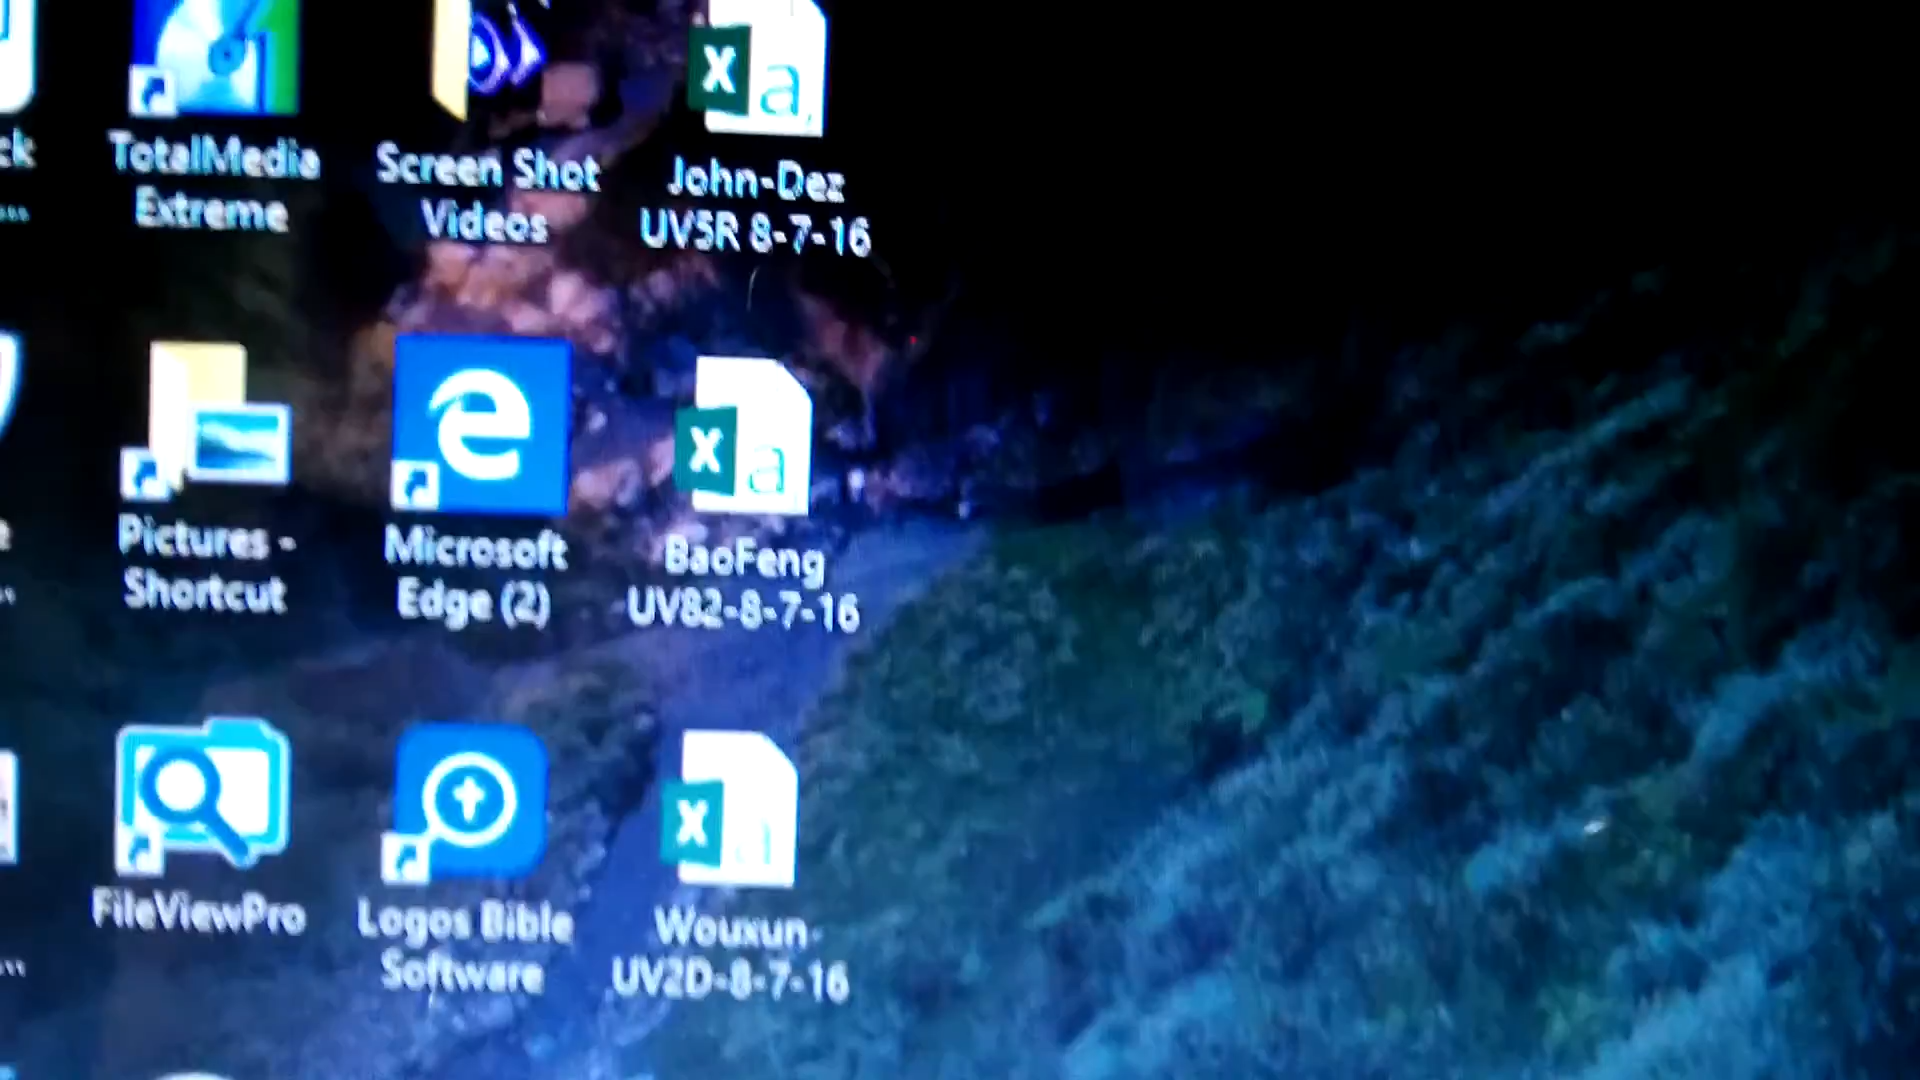 ck
TotalMedia
Extreme
Screen Shot
Videos
John-Dez
UV5R 8-7-16
Pictures -
Shortcut
Microsoft
Edge (2)
BaoFeng
UV82-8-7-16
FileViewPro
Logos Bible
Software
Wouxun-
UV2D-8-7-16